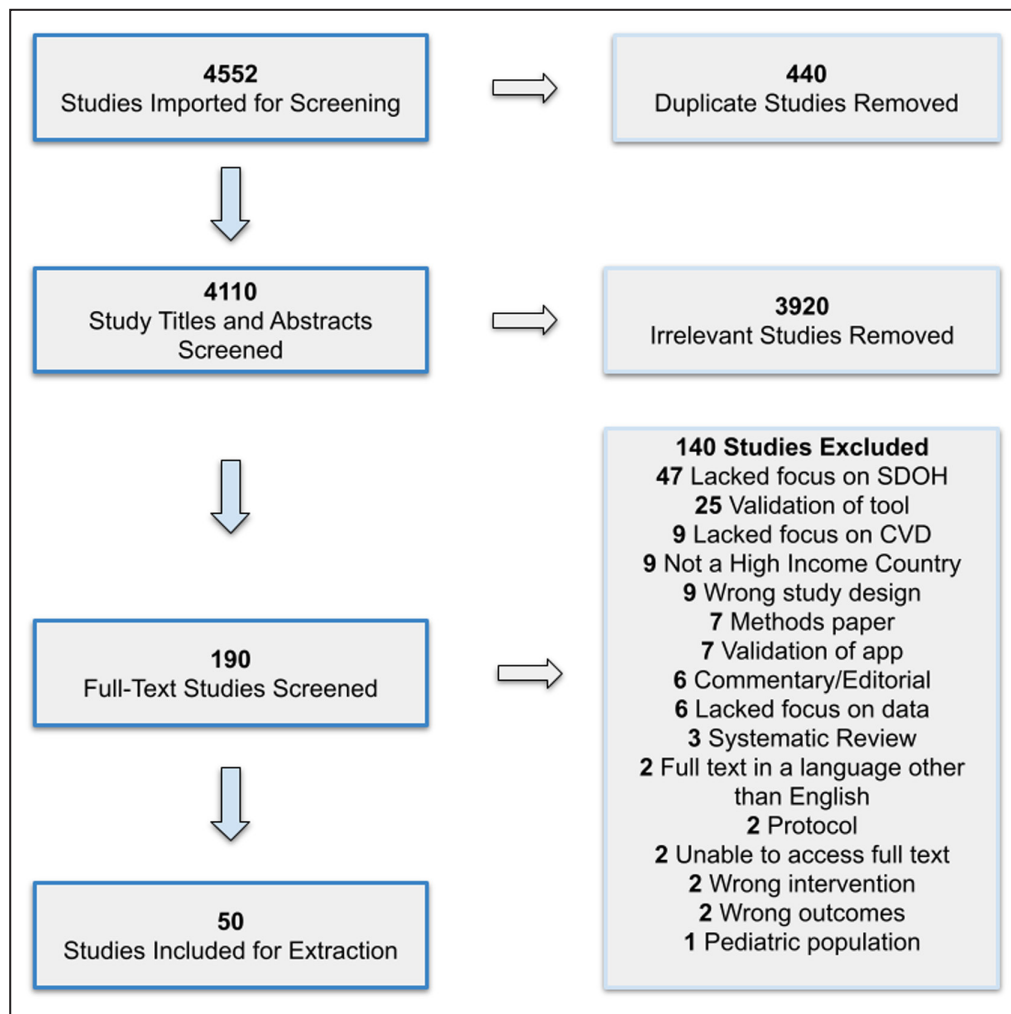 4552
Studies Imported for Screening
440
Duplicate Studies Removed
4110
Study Titles and Abstracts
Screened
3920
Irrelevant Studies Removed
190
Full-Text Studies Screened
140 Studies Excluded
47 Lacked focus on SDOH
25 Validation of tool
9 Lacked focus on CVD
9 Not a High Income Country
9 Wrong study design
7 Methods paper
7 Validation of app
6 Commentary/Editorial
6 Lacked focus on data
3 Systematic Review
2 Full text in a language other
than English
2 Protocol
2 Unable to access full text
2 Wrong intervention
2 Wrong outcomes
1 Pediatric population
50
Studies Included for Extraction